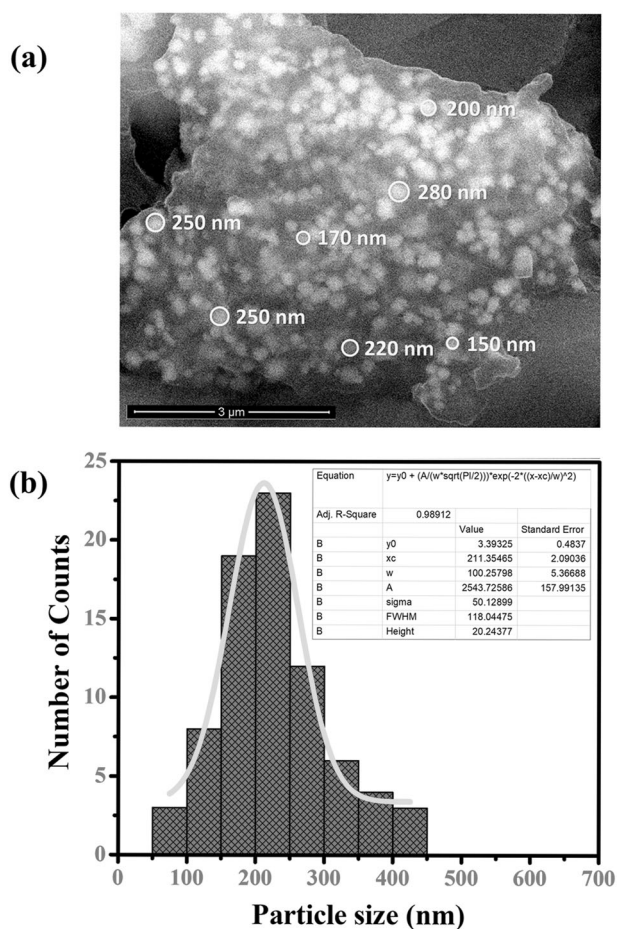 (a)
200 nm
280 nm
250 nm
170 nm
250 nm
220 nm
150 nm
3 µm
(b)
25
20
15
10
5
0
Number of Counts
Equation y=y0 + (A/(w*sqrt(PI/2)))*exp(-2*((x-xc)/w)^2)
Adj. R-Square 0.98912
Value Standard Error
B y0 3.39325 0.4837
B xc 211.35465 2.09036
B w 100.25798 5.36688
B A 2543.72586 157.99135
B sigma 50.12899
B FWHM 118.04475
B Height 20.24377
0 100 200 300 400 500 600 700
Particle size (nm)